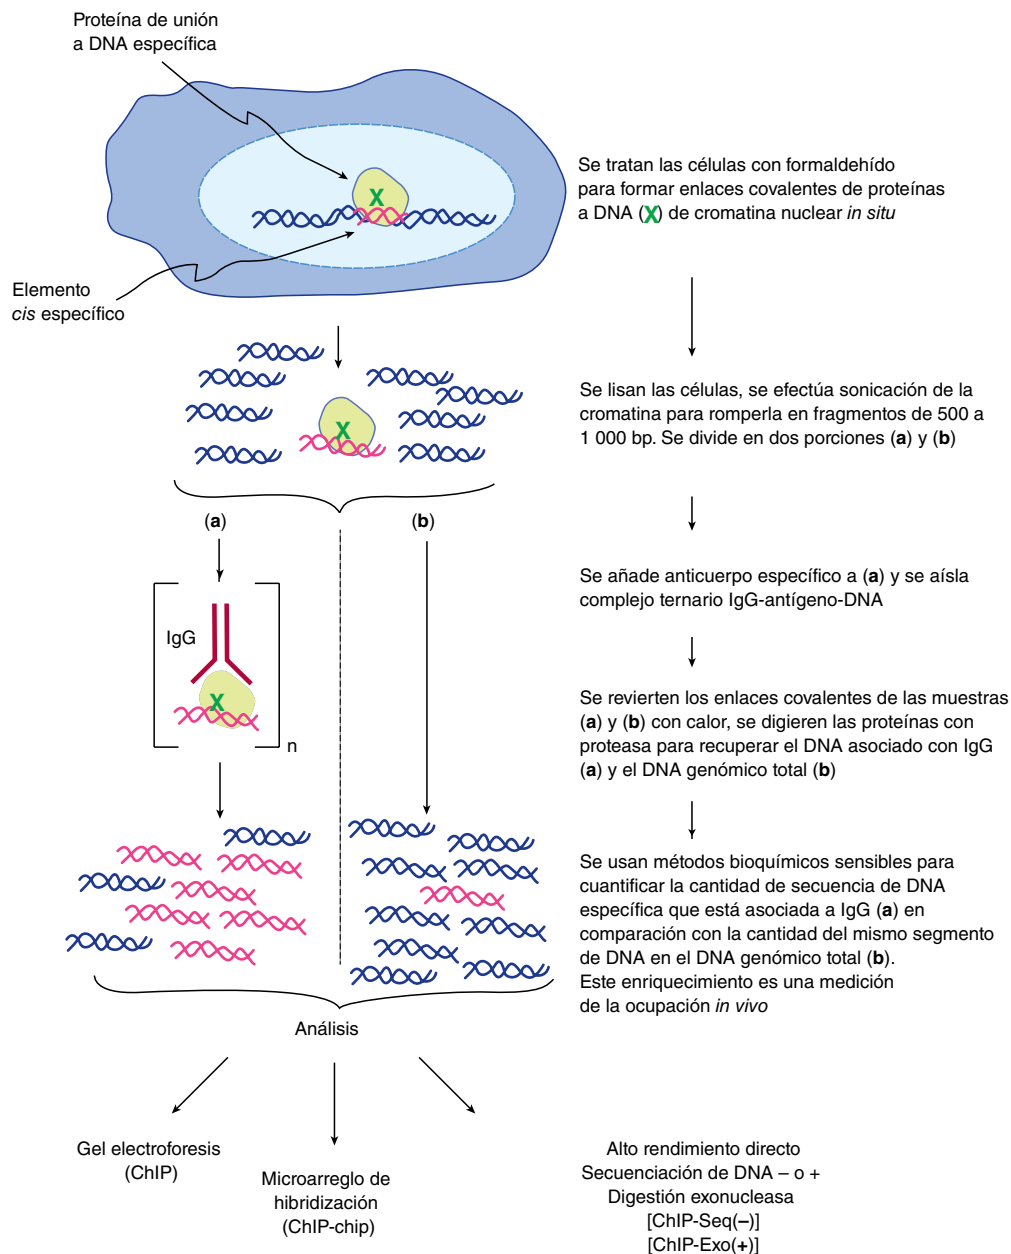 Proteína de unión
a DNA específica
X
Se tratan las células con formaldehído
para formar enlaces covalentes de proteínas
a DNA (X) de cromatina nuclear in situ
Elemento
cis específico
X
Se lisan las células, se efectúa sonicación de la
cromatina para romperla en fragmentos de 500 a
1 000 bp. Se divide en dos porciones (a) y (b)
(a)
(b)
Se añade anticuerpo específico a (a) y se aísla
complejo ternario IgG-antígeno-DNA
IgG
X
n
Se revierten los enlaces covalentes de las muestras
(a) y (b) con calor, se digieren las proteínas con
proteasa para recuperar el DNA asociado con IgG
(a) y el DNA genómico total (b)
Se usan métodos bioquímicos sensibles para
cuantificar la cantidad de secuencia de DNA
específica que está asociada a IgG (a) en
comparación con la cantidad del mismo segmento
de DNA en el DNA genómico total (b).
Este enriquecimiento es una medición
de la ocupación in vivo
Análisis
Gel electroforesis
(ChIP)
Microarreglo de
hibridización
(ChIP-chip)
Alto rendimiento directo
Secuenciación de DNA – o +
Digestión exonucleasa
[ChIP-Seq(–)]
[ChIP-Exo(+)]